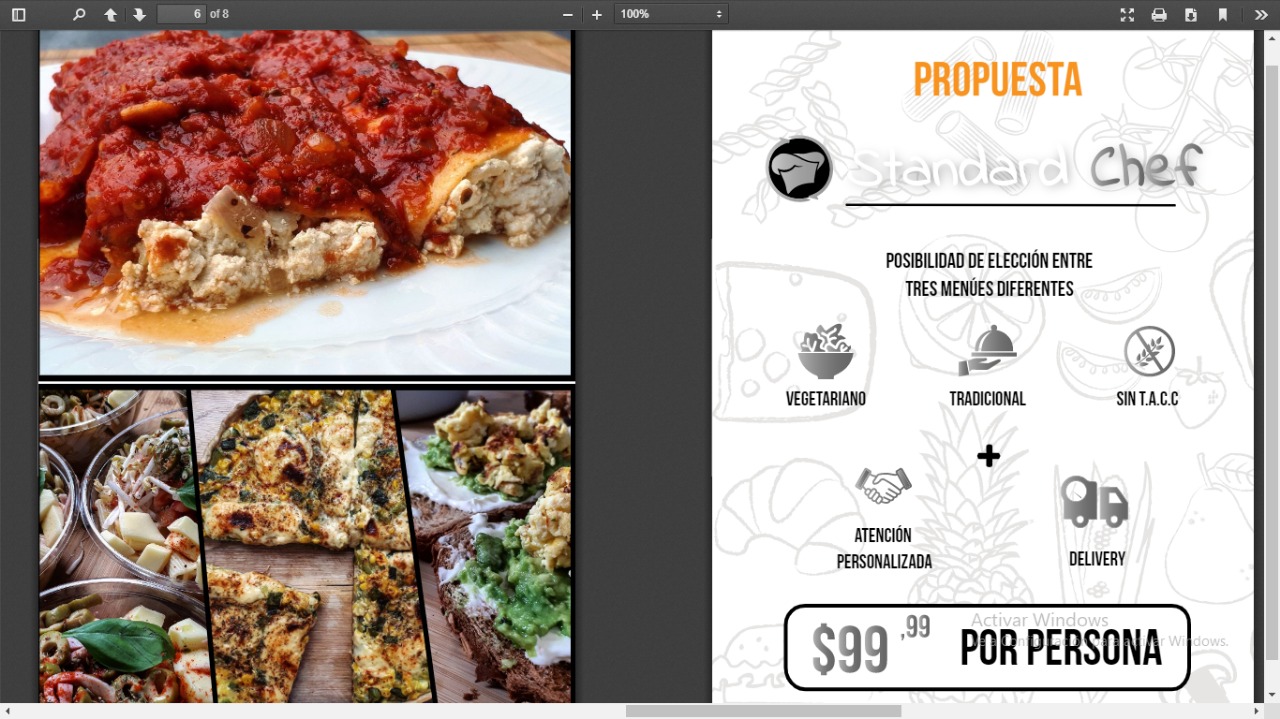 6 of 8
100%
PROPUESTA
Standard Chef
POSIBILIDAD DE ELECCIÓN ENTRE
TRES MENÚES DIFERENTES
VEGETARIANO
TRADICIONAL
SIN T.A.C.C
+
ATENCIÓN
PERSONALIZADA
DELIVERY
Activar Windows
$99,99 POR PERSONA
Windows.